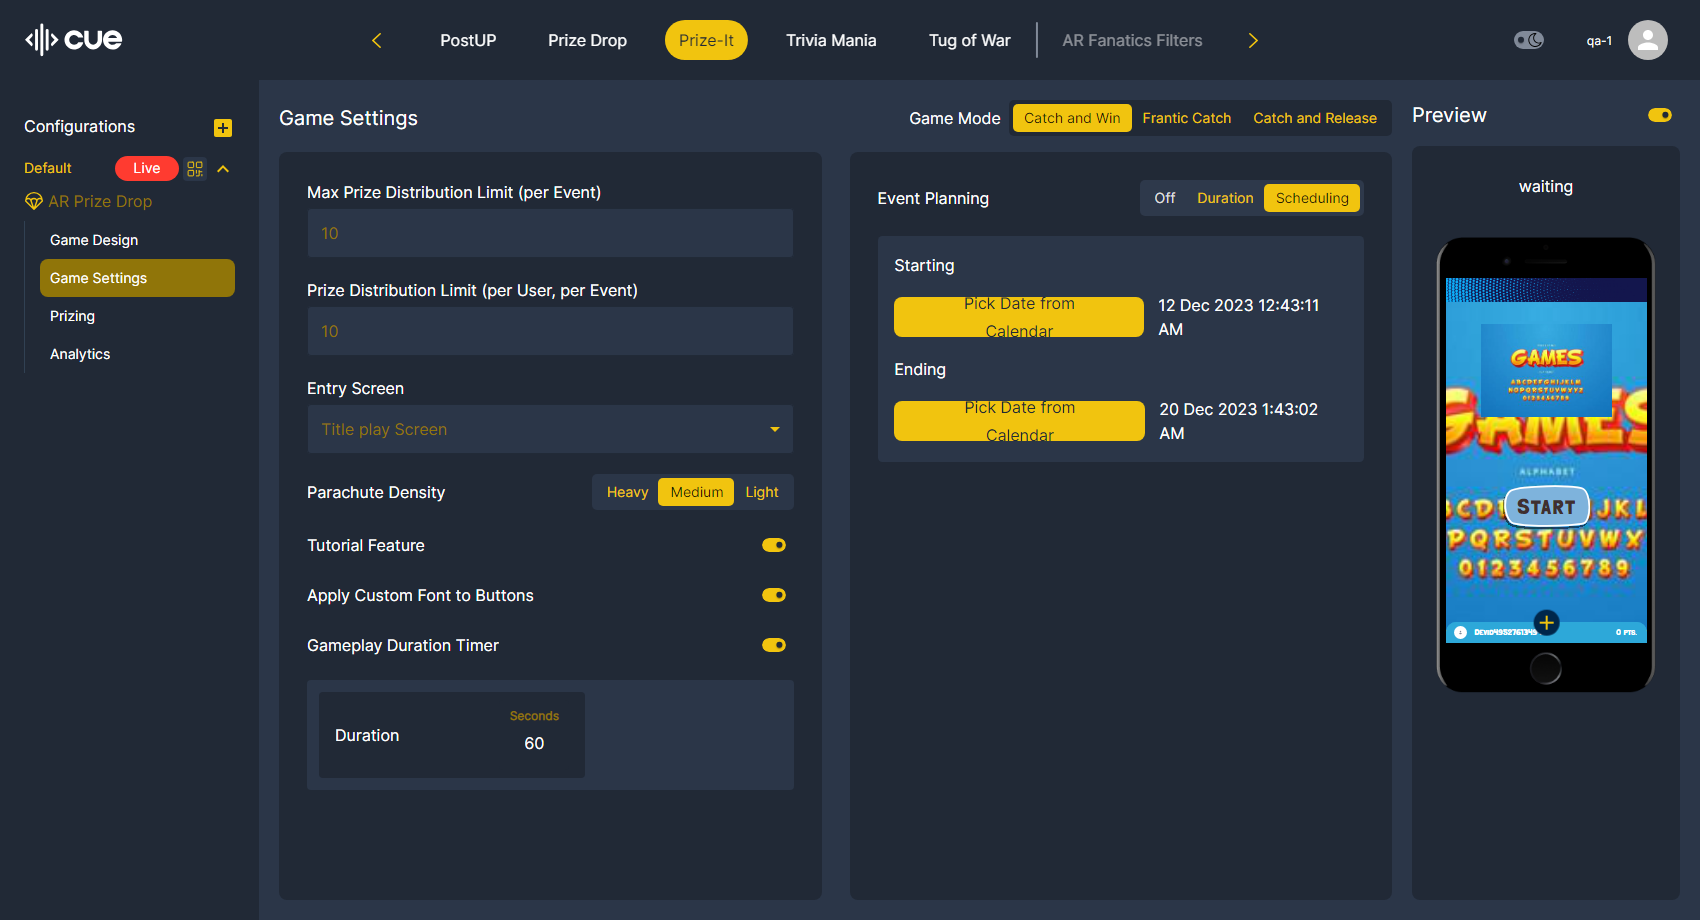 cue
PostUP
Prize Drop
Prize-It
Trivia Mania
Tug of War
AR Fanatics Filters
qa-1
Configurations
Default
Live
AR Prize Drop
Game Design
Game Settings
Prizing
Analytics
Game Settings
Game Mode
Catch and Win
Frantic Catch
Catch and Release
Max Prize Distribution Limit (per Event)
10
Prize Distribution Limit (per User, per Event)
10
Entry Screen
Title play Screen
Parachute Density
Heavy
Medium
Light
Tutorial Feature
Apply Custom Font to Buttons
Gameplay Duration Timer
Duration
Seconds
60
Event Planning
Off
Duration
Scheduling
Starting
Pick Date from
Calendar
12 Dec 2023 12:43:11
AM
Ending
Pick Date from
Calendar
20 Dec 2023 1:43:02
AM
Preview
waiting
GAMES
ABCDEFGHIJKLM
NOPQRSTUVWXYZ
0123456789
GAMES
ALPHABET
START
JKL
PQRSTUVWX
0123456789
0 PTS.